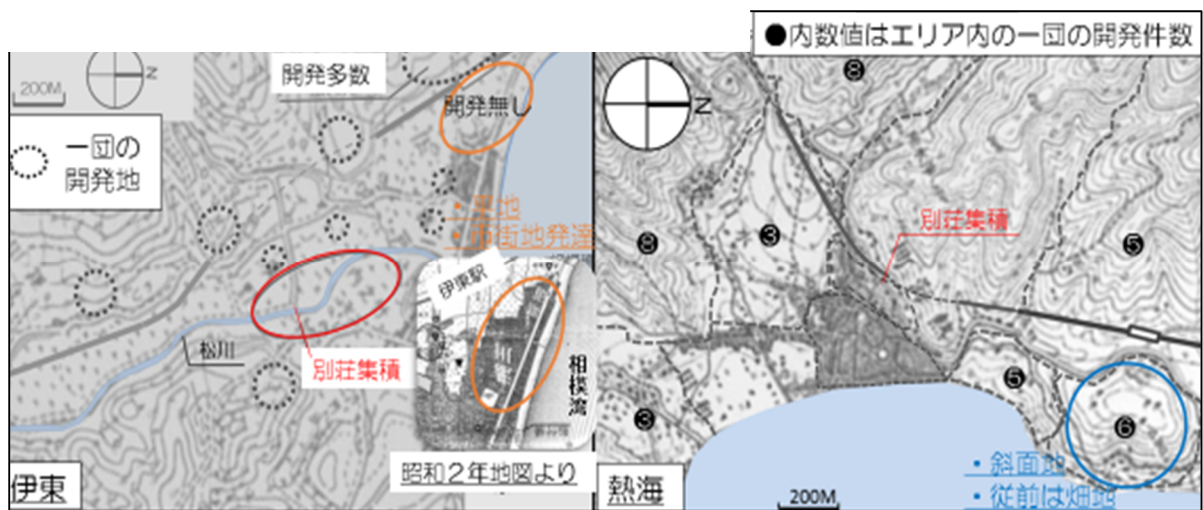 ●内数値はエリア内の一団の開発件数
200M
N
開発多数
開発無し
一団の
開発地
・市街地発達
別荘集積
松川
伊東駅
相模湾
昭和２年地図より
伊東
N
⑧
⑧
③
別荘集積
⑤
⑤
⑥
③
・斜面地
・従前は畑地
200M
熱海